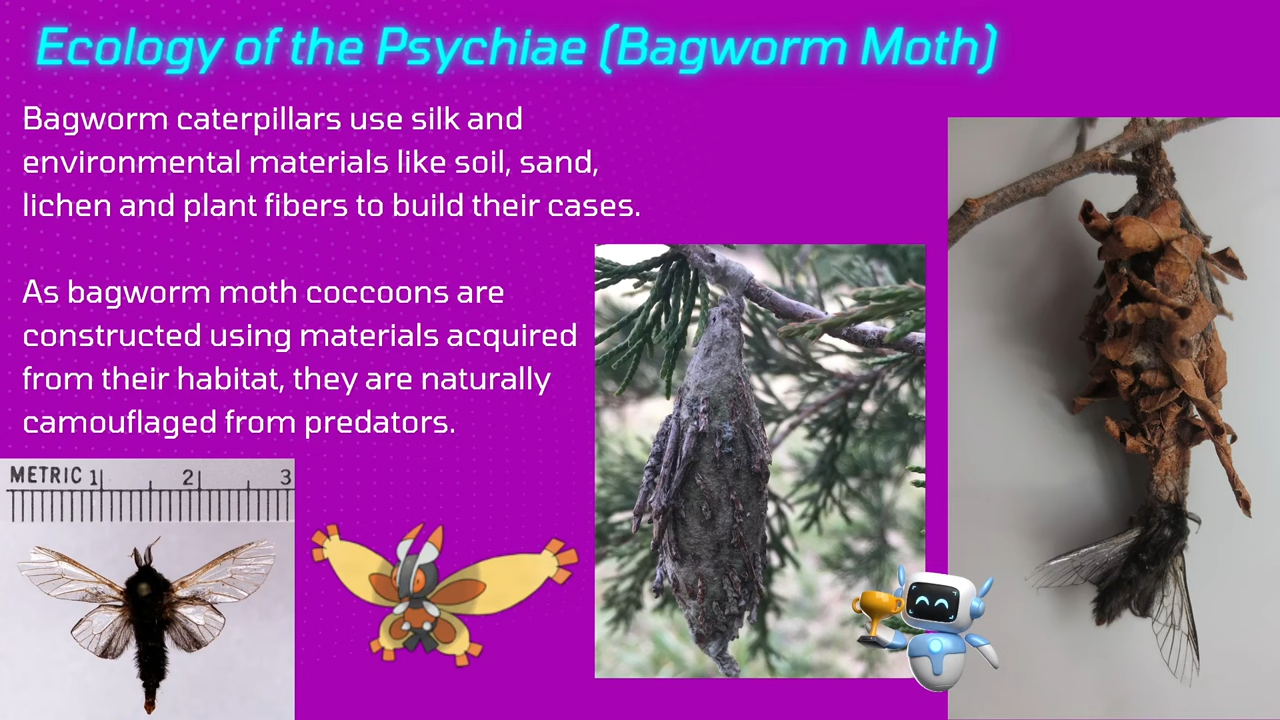 Ecology of the Psychiae (Bagworm Moth)
Bagworm caterpillars use silk and
environmental materials like soil, sand,
lichen and plant fibers to build their cases.
As bagworm moth coccoons are
constructed using materials acquired
from their habitat, they are naturally
camouflaged from predators.
METRIC 1 2 3